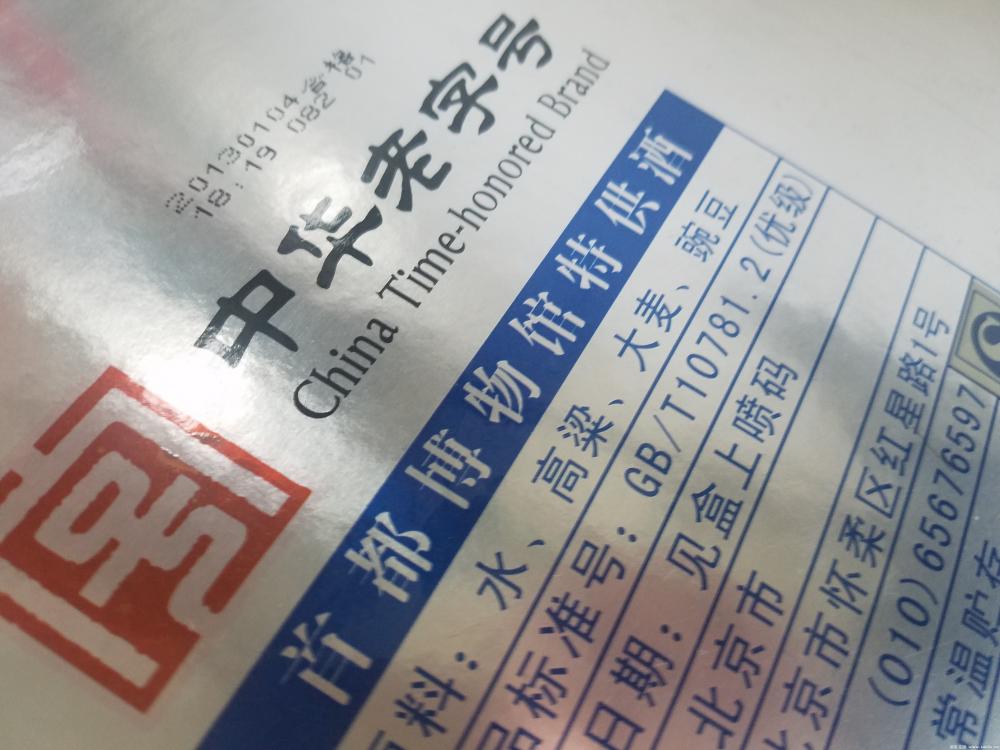 20130104
18:19 082 01
中华老字号
China Time-honored Brand
首都博物馆特供酒
料：水、高粱、大麦、豌豆
品标准号：GB/T10781.2(优级)
日期：见盒上喷码
北京市
北京市怀柔区红星路1号
(010)65676597
常温贮存